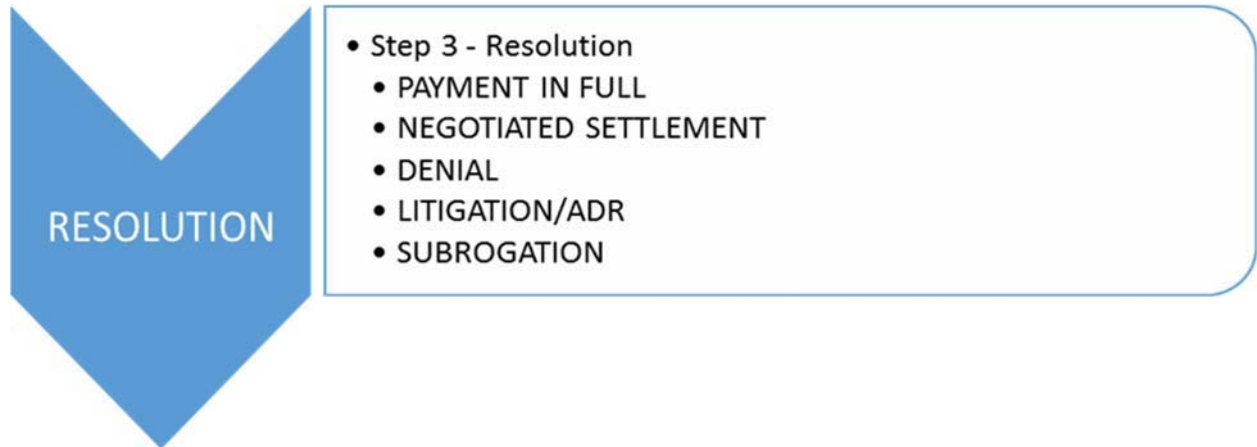 RESOLUTION
• Step 3 - Resolution
• PAYMENT IN FULL
• NEGOTIATED SETTLEMENT
• DENIAL
• LITIGATION/ADR
• SUBROGATION